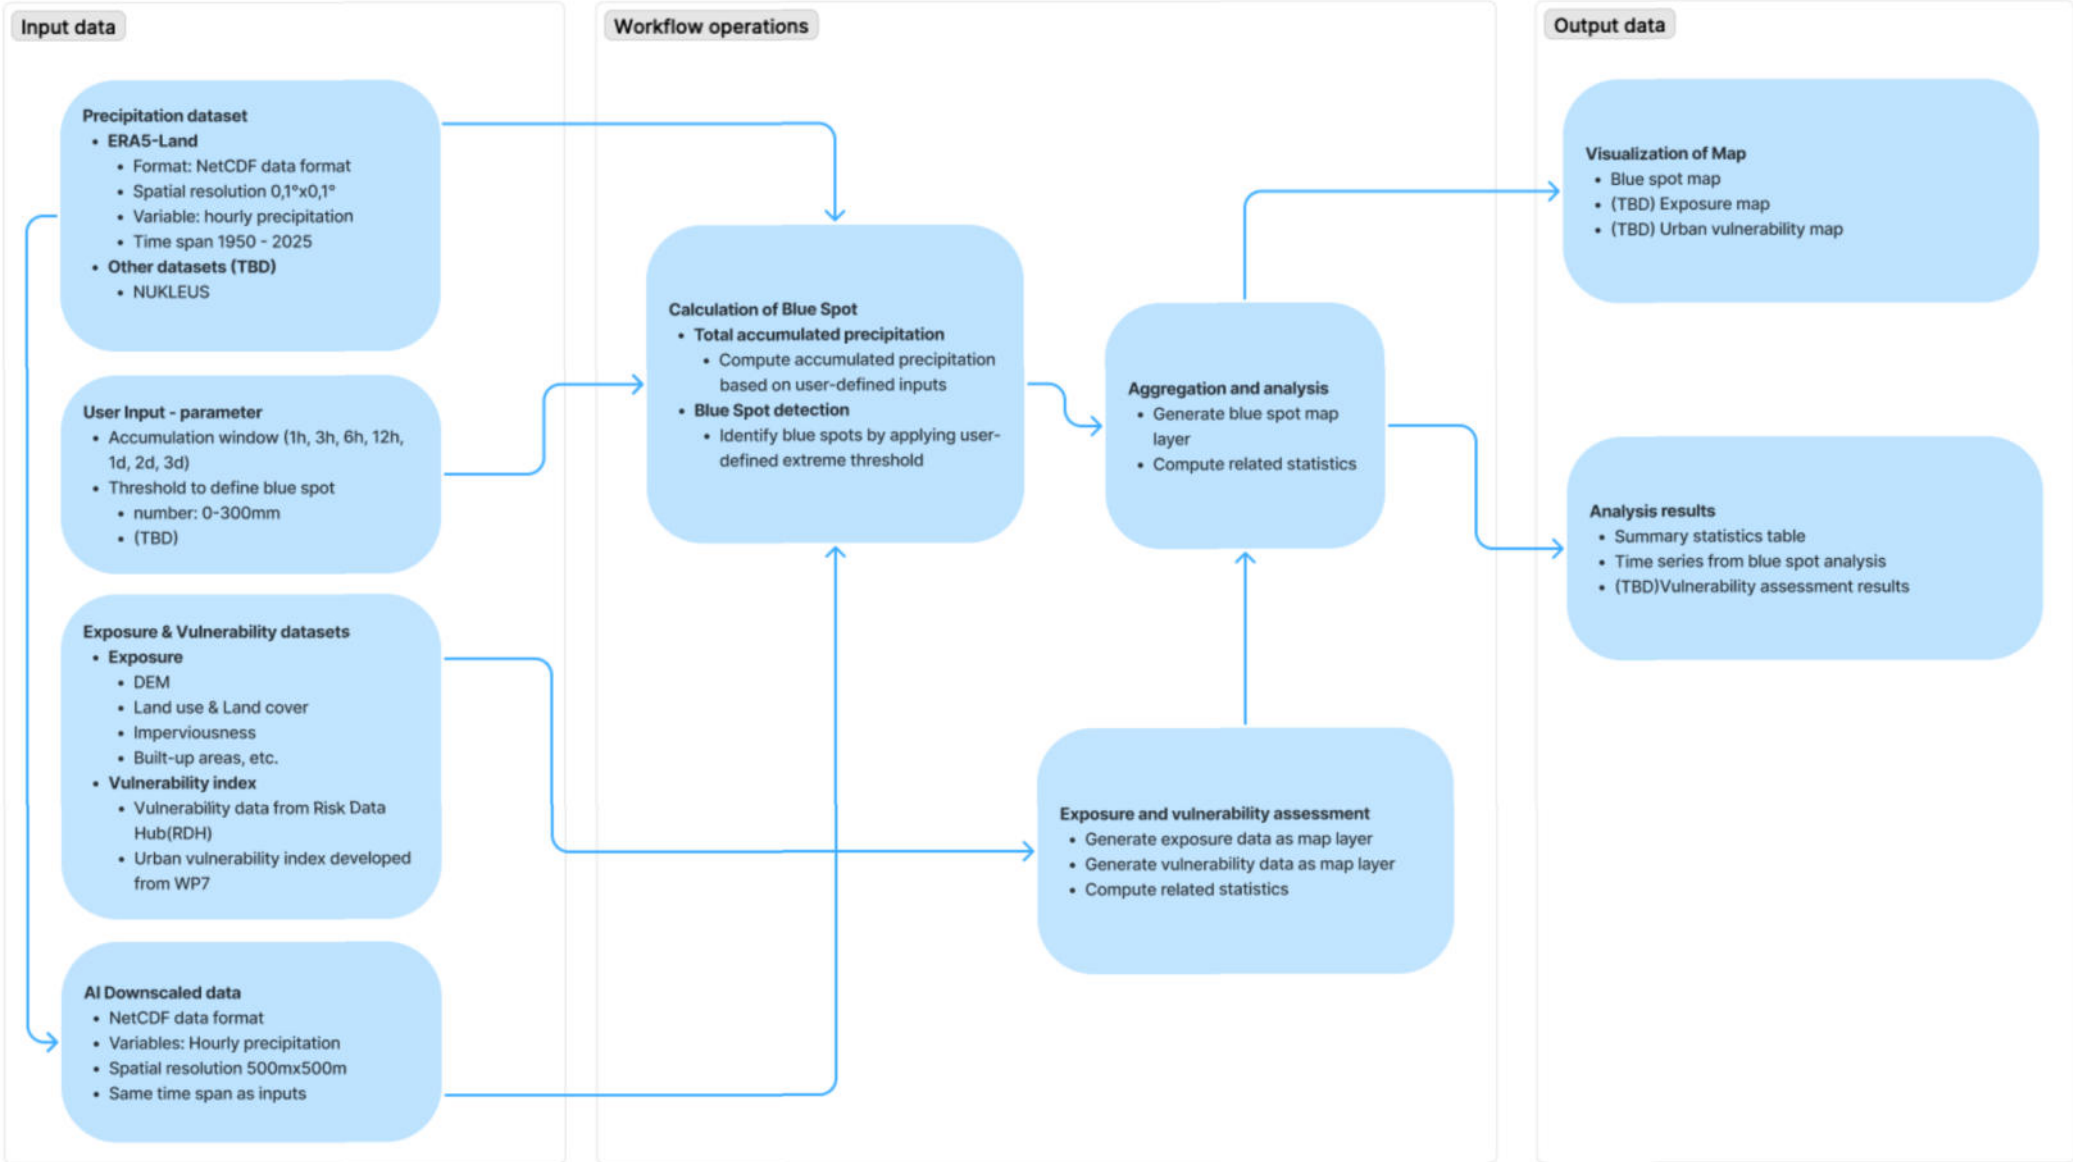 Input data
Precipitation dataset
• ERA5-Land
• Format: NetCDF data format
• Spatial resolution 0,1°x0,1°
• Variable: hourly precipitation
• Time span 1950 - 2025
• Other datasets (TBD)
• NUKLEUS
User Input - parameter
• Accumulation window (1h, 3h, 6h, 12h,
1d, 2d, 3d)
• Threshold to define blue spot
• number: 0-300mm
• (TBD)
Exposure & Vulnerability datasets
• Exposure
• DEM
• Land use & Land cover
• Imperviousness
• Built-up areas, etc.
• Vulnerability index
• Vulnerability data from Risk Data
Hub(RDH)
• Urban vulnerability index developed
from WP7
AI Downscaled data
• NetCDF data format
• Variables: Hourly precipitation
• Spatial resolution 500mx500m
• Same time span as inputs
Workflow operations
Calculation of Blue Spot
• Total accumulated precipitation
• Compute accumulated precipitation
based on user-defined inputs
• Blue Spot detection
• Identify blue spots by applying user-
defined extreme threshold
Aggregation and analysis
• Generate blue spot map
layer
• Compute related statistics
Exposure and vulnerability assessment
• Generate exposure data as map layer
• Generate vulnerability data as map layer
• Compute related statistics
Output data
Visualization of Map
• Blue spot map
• (TBD) Exposure map
• (TBD) Urban vulnerability map
Analysis results
• Summary statistics table
• Time series from blue spot analysis
• (TBD)Vulnerability assessment results